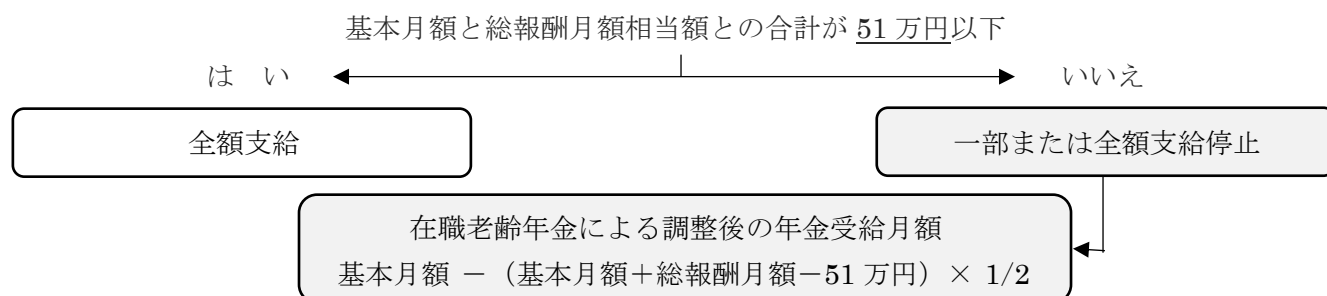 基本月額と総報酬月額相当額との合計が 51 万円以下
は　い　いいえ
全額支給　一部または全額支給停止
在職老齢年金による調整後の年金受給月額
基本月額 － （基本月額＋総報酬月額－51 万円）× 1/2